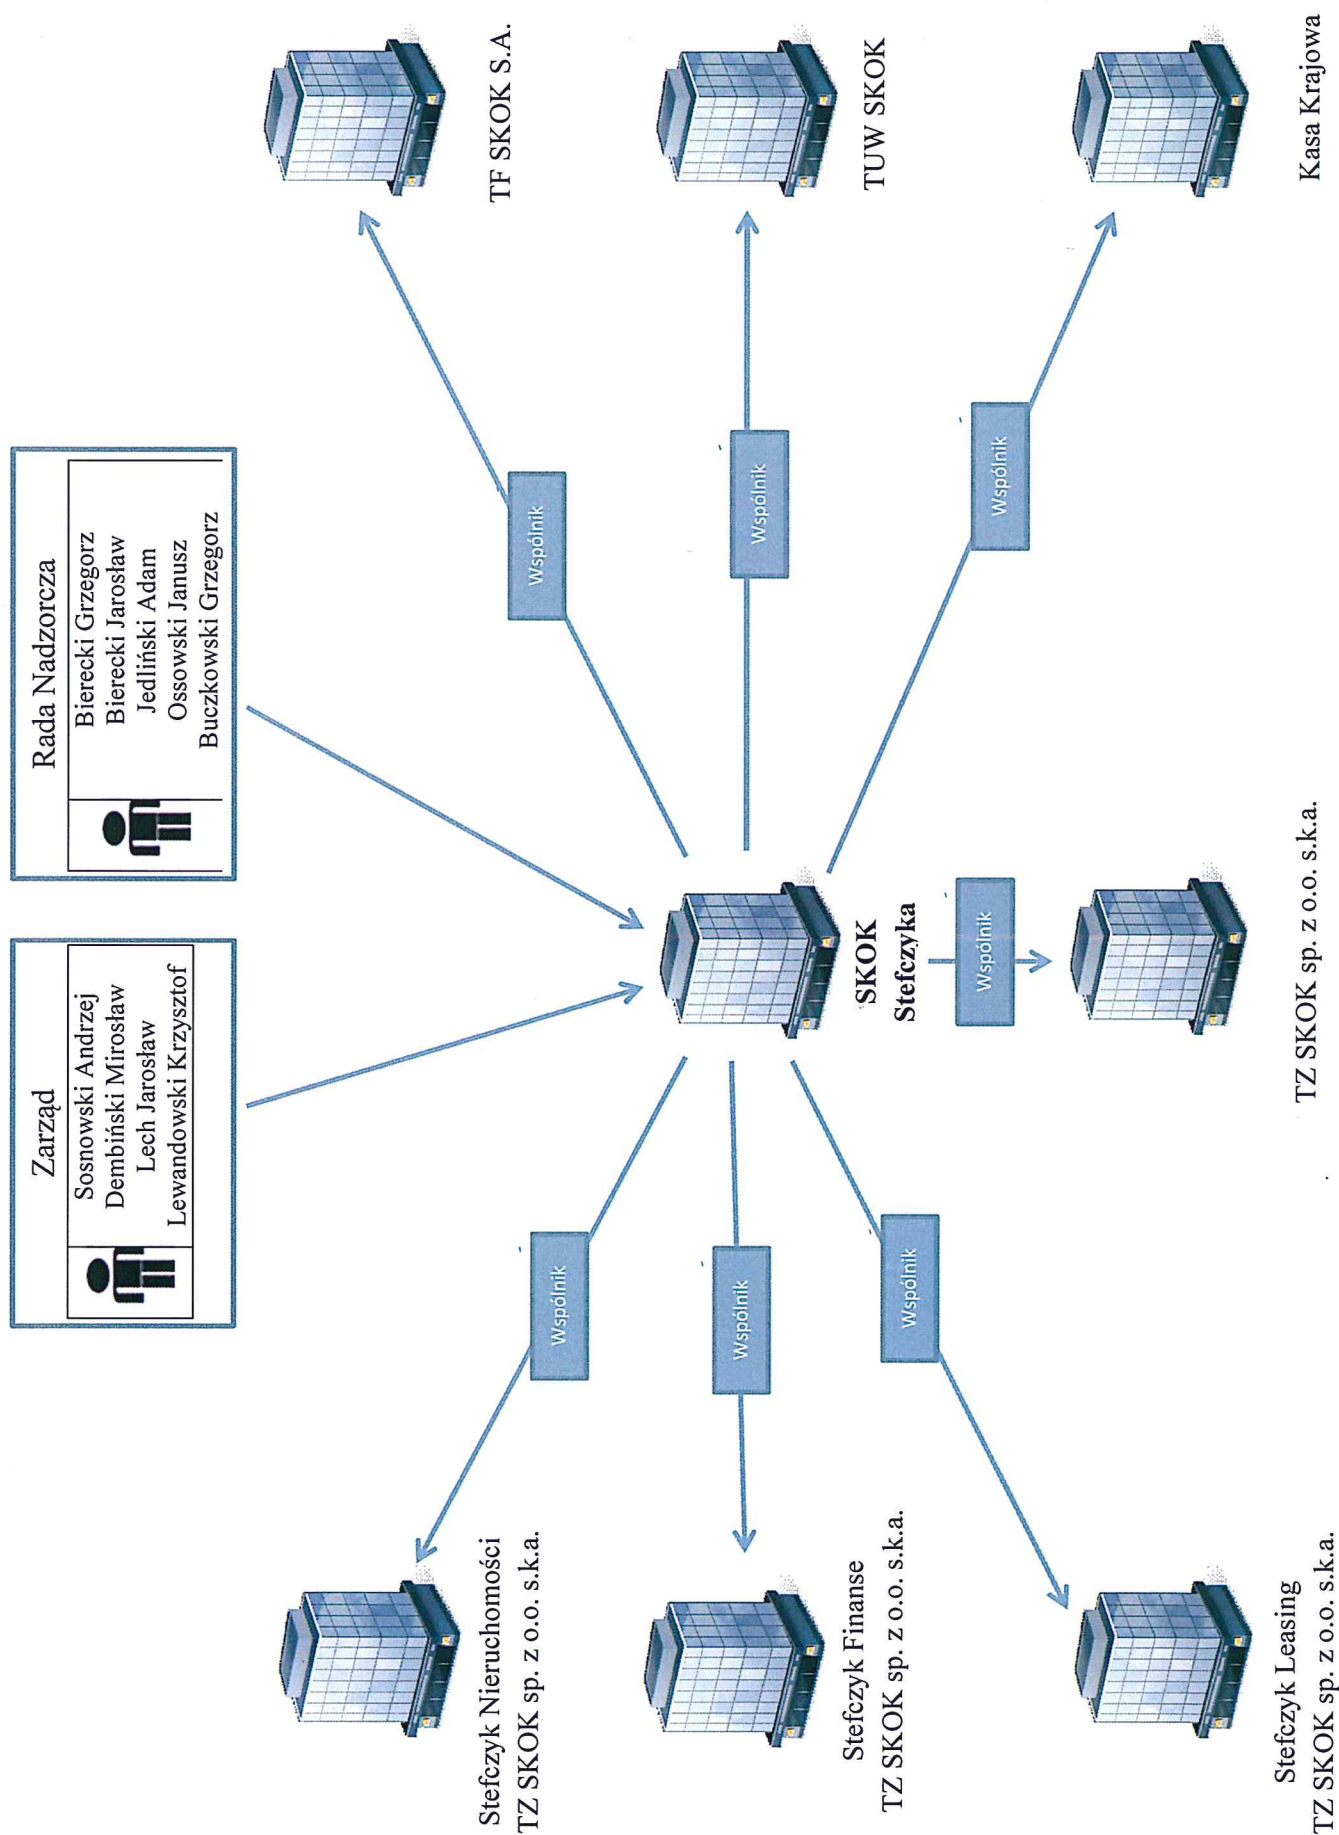 Zarząd
Sosnowski Andrzej
Dembiński Mirosław
Lech Jarosław
Lewandowski Krzysztof
Rada Nadzorcza
Bierecki Grzegorz
Bierecki Jarosław
Jedliński Adam
Ossowski Janusz
Buczkowski Grzegorz
Stefczyk Nieruchomości
TZ SKOK sp. z o.o. s.k.a.
Wspólnik
Wspólnik
TF SKOK S.A.
Stefczyk Finanse
TZ SKOK sp. z o.o. s.k.a.
Wspólnik
SKOK
Stefczyka
Wspólnik
TUW SKOK
Stefczyk Leasing
TZ SKOK sp. z o.o. s.k.a.
Wspólnik
Wspólnik
TZ SKOK sp. z o.o. s.k.a.
Wspólnik
Kasa Krajowa